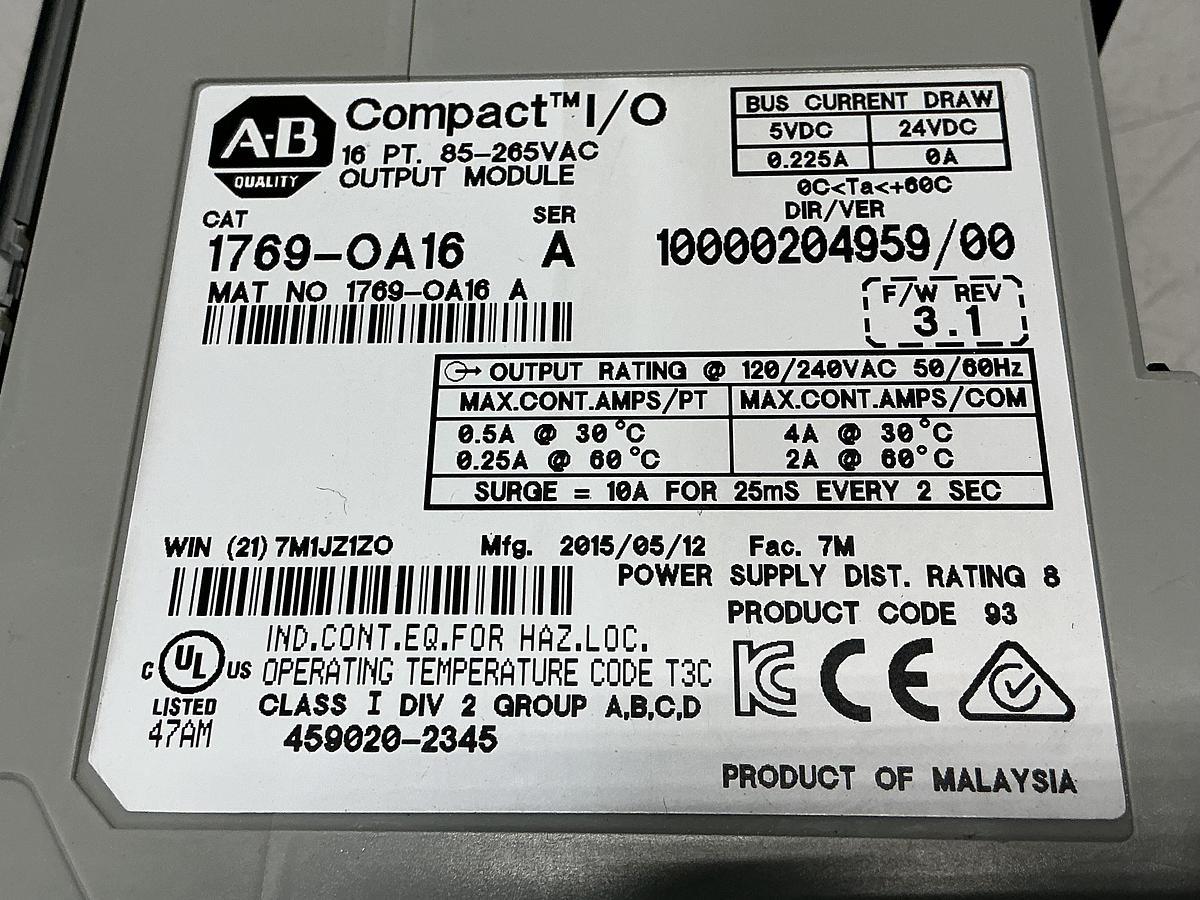 A-B
QUALITY
Compact™ I/O
16 PT. 85-265VAC
OUTPUT MODULE
BUS CURRENT DRAW
5VDC 24VDC
0.225A 0A
0C<Ta<+60C
CAT SER DIR/VER
1769-OA16 A 10000204959/00
MAT NO 1769-OA16 A
F/W REV
3.1
OUTPUT RATING @ 120/240VAC 50/60Hz
MAX.CONT.AMPS/PT MAX.CONT.AMPS/COM
0.5A @ 30°C 4A @ 30°C
0.25A @ 60°C 2A @ 60°C
SURGE = 10A FOR 25mS EVERY 2 SEC
WIN (21) 7M1JZ1ZO Mfg. 2015/05/12 Fac. 7M
POWER SUPPLY DIST. RATING 8
PRODUCT CODE 93
IND.CONT.EQ.FOR HAZ.LOC.
C UL US OPERATING TEMPERATURE CODE T3C
LISTED CLASS I DIV 2 GROUP A,B,C,D
47AM 459020-2345
KC CE
PRODUCT OF MALAYSIA